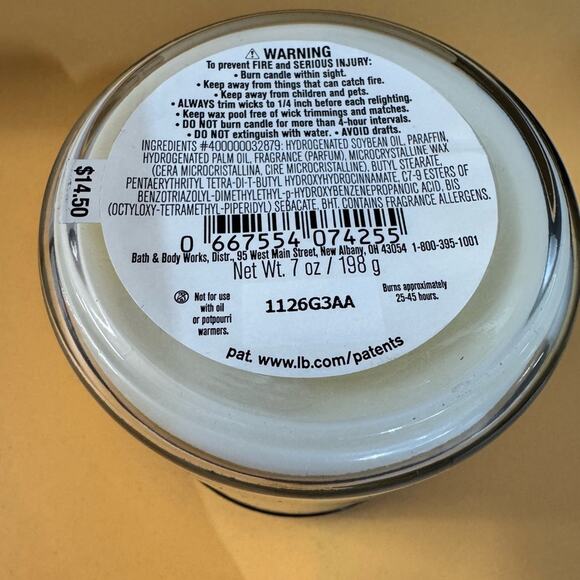 ⚠ WARNING
To prevent FIRE and SERIOUS INJURY:
• Burn candle within sight.
• Keep away from things that can catch fire.
• Keep away from children and pets.
• ALWAYS trim wicks to 1/4 inch before each relighting.
• Keep wax pool free of wick trimmings and matches.
• DO NOT burn candle for more than 4-hour intervals.
• DO NOT extinguish with water. • AVOID drafts.
INGREDIENTS #400000032879: HYDROGENATED SOYBEAN OIL, PARAFFIN,
HYDROGENATED PALM OIL, FRAGRANCE (PARFUM), MICROCRYSTALLINE WAX
(CERA MICROCRISTALLINA, CIRE MICROCRISTALLINE), BUTYL STEARATE,
PENTAERYTHRITYL TETRA-DI-T-BUTYL HYDROXYHYDROCINNAMATE, C7-9 ESTERS OF
BENZOTRIAZOLYL-DIMETHYLETHYL-p-HYDROXYBENZENEPROPANOIC ACID, BIS
(OCTYLOXY-TETRAMETHYL-PIPERIDYL) SEBACATE, BHT. CONTAINS FRAGRANCE ALLERGENS.
$14.50
0 667554 074255
Bath & Body Works, Distr., 95 West Main Street, New Albany, OH 43054 1-800-395-1001
Net Wt. 7 oz / 198 g
Not for use
with oil
or potpourri
warmers.
1126G3AA
Burns approximately
25-45 hours.
pat. www.lb.com/patents